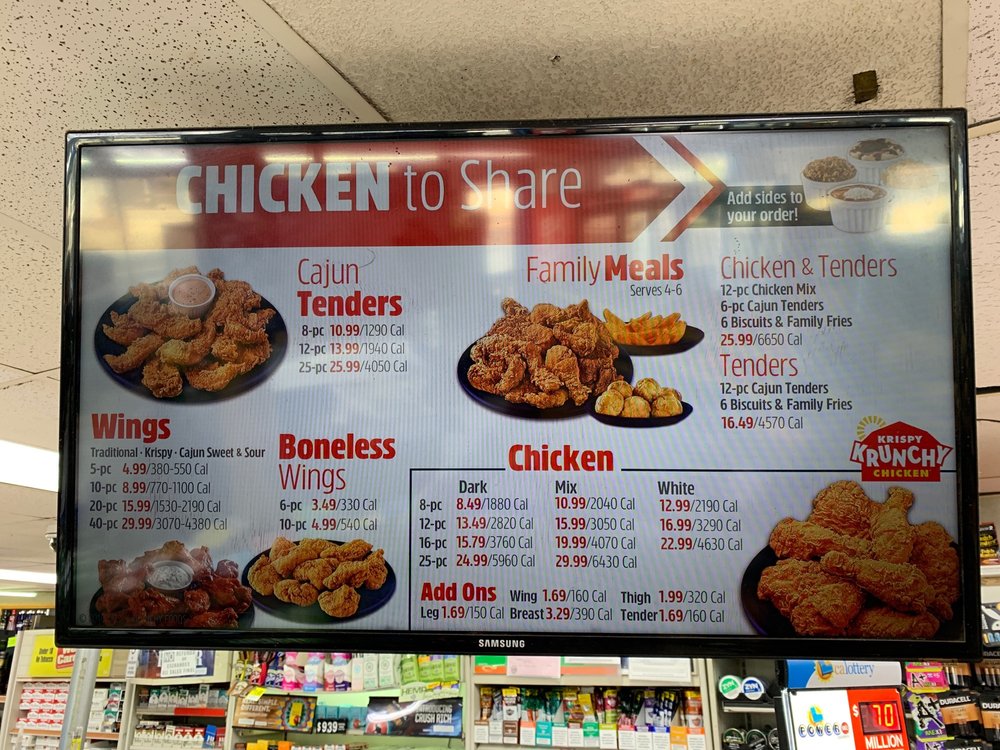 CHICKEN to Share
Add sides to
your order!
Cajun
Tenders
8-pc 10.99/1290 Cal
12-pc 13.99/1940 Cal
25-pc 25.99/4050 Cal
Family Meals
Serves 4-6
Chicken & Tenders
12-pc Chicken Mix
6-pc Cajun Tenders
6 Biscuits & Family Fries
25.99/6650 Cal
Tenders
12-pc Cajun Tenders
6 Biscuits & Family Fries
16.49/4570 Cal
KRISPY
KRUNCHY
CHICKEN
Wings
Traditional · Krispy · Cajun Sweet & Sour
5-pc 4.99/380-550 Cal
10-pc 8.99/770-1100 Cal
20-pc 15.99/1530-2190 Cal
40-pc 29.99/3070-4380 Cal
Boneless
Wings
6-pc 3.49/330 Cal
10-pc 4.99/540 Cal
Chicken
Dark Mix White
8-pc 8.49/1880 Cal 10.99/2040 Cal 12.99/2190 Cal
12-pc 13.49/2820 Cal 15.99/3050 Cal 16.99/3290 Cal
16-pc 15.79/3760 Cal 19.99/4070 Cal 22.99/4630 Cal
25-pc 24.99/5960 Cal 29.99/6430 Cal
Add Ons Wing 1.69/160 Cal Thigh 1.99/320 Cal
Leg 1.69/150 Cal Breast 3.29/390 Cal Tender 1.69/160 Cal
SAMSUNG
HEMP
INTRODUCING
CRUSH RICH
$939
calottery
POWER
$70
MILLION
DURACELL